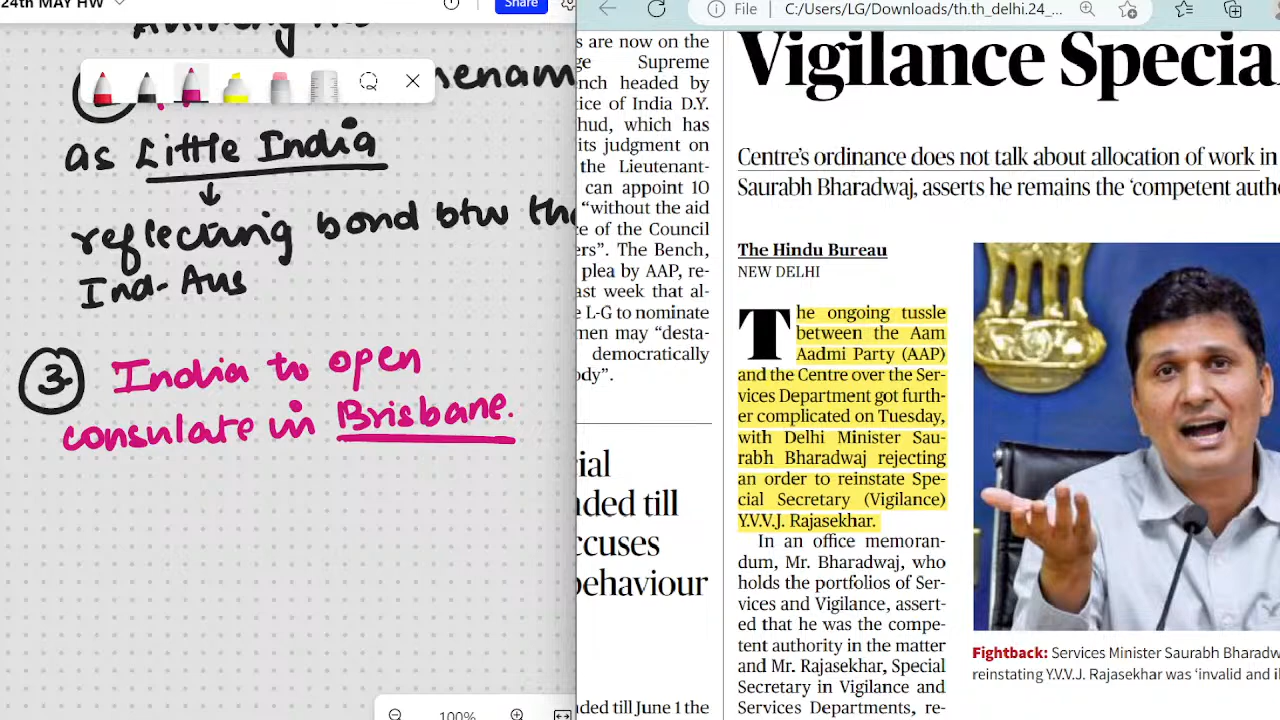 24th MAY HW
Share
as Little India
reflecting bond btw the
Ind-Aus
3. India to open
consulate in Brisbane.
100%
File
C:/Users/LG/Downloads/th.th_delhi.24_...
s are now on the
ge Supreme
nch headed by
ice of India D.Y.
hud, which has
its judgment on
the Lieutenant-
can appoint 10
“without the aid
ce of the Council
ers”. The Bench,
plea by AAP, re-
ast week that al-
e L-G to nominate
men may “desta-
democratically
ody”.
ial
ded till
ccuses
behaviour
ded till June 1 the
Vigilance Specia
Centre’s ordinance does not talk about allocation of work in
Saurabh Bharadwaj, asserts he remains the ‘competent auth
The Hindu Bureau
NEW DELHI
The ongoing tussle
between the Aam
Aadmi Party (AAP)
and the Centre over the Ser-
vices Department got furth-
er complicated on Tuesday,
with Delhi Minister Sau-
rabh Bharadwaj rejecting
an order to reinstate Spe-
cial Secretary (Vigilance)
Y.V.V.J. Rajasekhar.
In an office memoran-
dum, Mr. Bharadwaj, who
holds the portfolios of Ser-
vices and Vigilance, assert-
ed that he was the compe-
tent authority in the matter
and Mr. Rajasekhar, Special
Secretary in Vigilance and
Services Departments, re-
Fightback: Services Minister Saurabh Bharadw
reinstating Y.V.V.J. Rajasekhar was ‘invalid and il